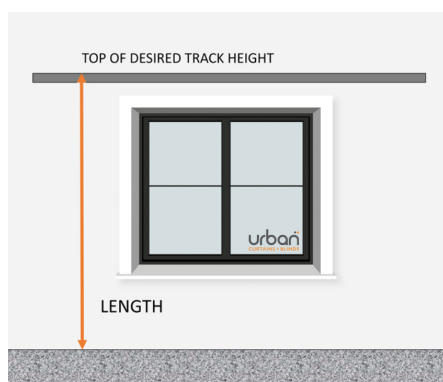 TOP OF DESIRED TRACK HEIGHT
urban
CURTAINS + BLINDS
LENGTH